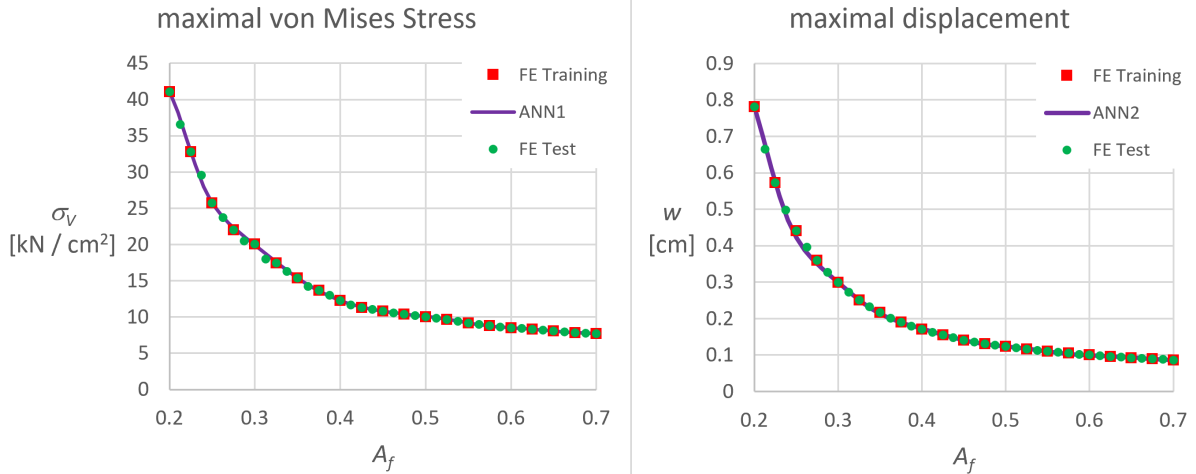 maximal von Mises Stress
45
40
35
30
25
20
15
10
5
0
σV
[kN / cm²]
FE Training
ANN1
FE Test
0.2 0.3 0.4 0.5 0.6 0.7
Af
maximal displacement
0.9
0.8
0.7
0.6
0.5
0.4
0.3
0.2
0.1
0
w
[cm]
FE Training
ANN2
FE Test
0.2 0.3 0.4 0.5 0.6 0.7
Af